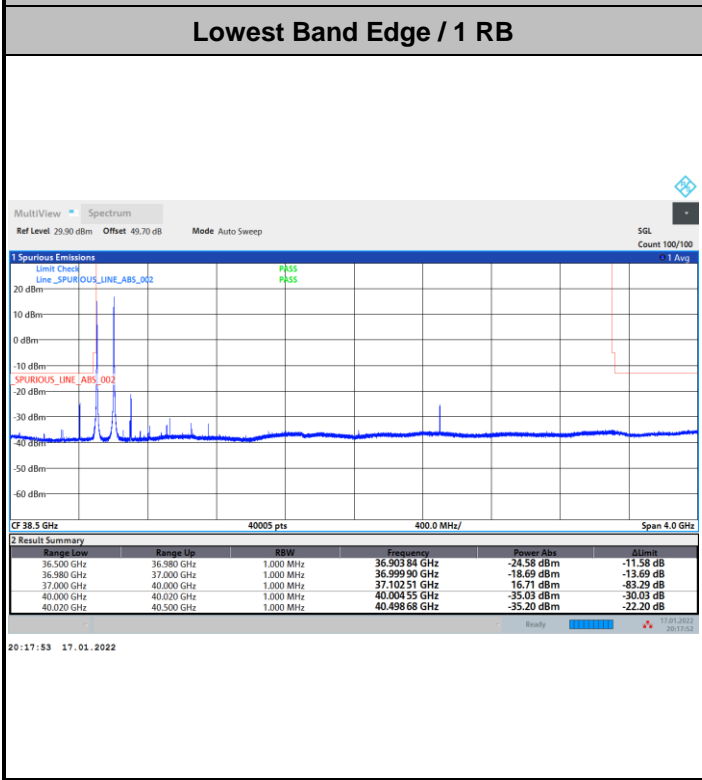 Lowest Band Edge / 1 RB
MultiView Spectrum
Ref Level 29.90 dBm Offset 49.70 dB Mode Auto Sweep SGL
Count 100/100
1 Spurious Emissions 1 Avg
Limit Check PASS
Line _SPURIOUS_LINE_ABS_002 PASS
20 dBm
10 dBm
0 dBm
-10 dBm
_SPURIOUS_LINE_ABS_002
-20 dBm
-30 dBm
-40 dBm
-50 dBm
-60 dBm
CF 38.5 GHz 40005 pts 400.0 MHz/ Span 4.0 GHz
2 Result Summary
Range Low Range Up RBW Frequency Power Abs ΔLimit
36.500 GHz 36.980 GHz 1.000 MHz 36.903 84 GHz -24.58 dBm -11.58 dB
36.980 GHz 37.000 GHz 1.000 MHz 36.999 90 GHz -18.69 dBm -13.69 dB
37.000 GHz 40.000 GHz 1.000 MHz 37.102 51 GHz 16.71 dBm -83.29 dB
40.000 GHz 40.020 GHz 1.000 MHz 40.004 55 GHz -35.03 dBm -30.03 dB
40.020 GHz 40.500 GHz 1.000 MHz 40.498 68 GHz -35.20 dBm -22.20 dB
Ready 17.01.2022
20:17:52
20:17:53 17.01.2022